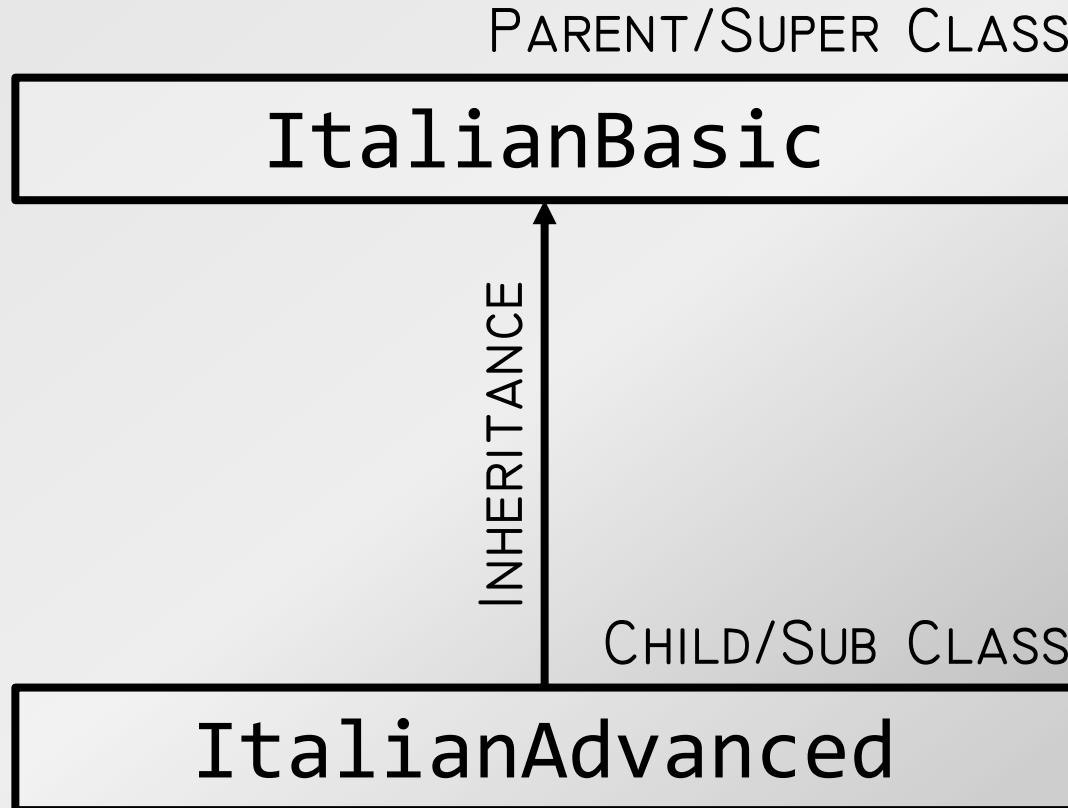 PARENT/SUPER CLASS
ItalianBasic
INHERITANCE
CHILD/SUB CLASS
ItalianAdvanced